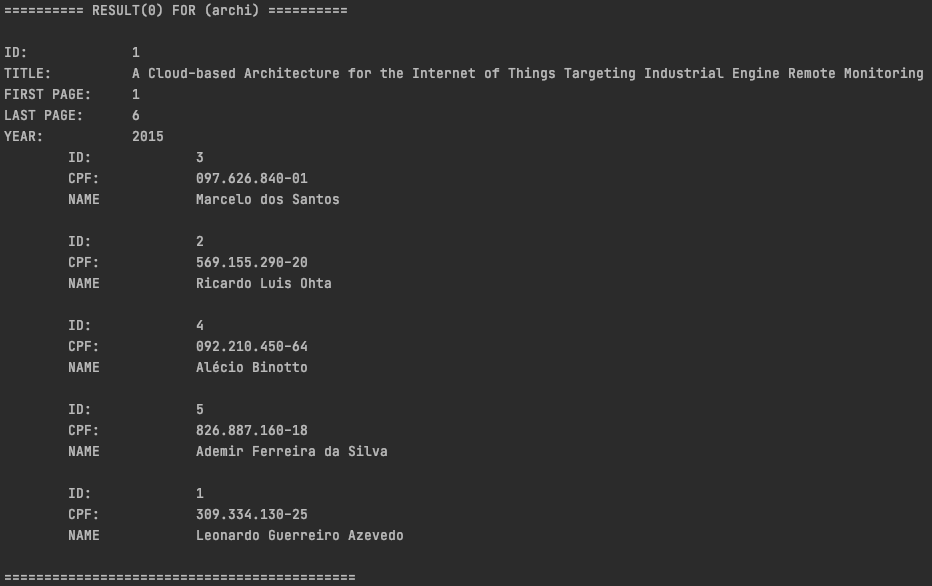 ========== RESULT(0) FOR (archi) ==========
ID: 1
TITLE: A Cloud-based Architecture for the Internet of Things Targeting Industrial Engine Remote Monitoring
FIRST PAGE: 1
LAST PAGE: 6
YEAR: 2015
ID: 3
CPF: 097.626.840-01
NAME Marcelo dos Santos
ID: 2
CPF: 569.155.290-20
NAME Ricardo Luis Ohta
ID: 4
CPF: 092.210.450-64
NAME Alécio Binotto
ID: 5
CPF: 826.887.160-18
NAME Ademir Ferreira da Silva
ID: 1
CPF: 309.334.130-25
NAME Leonardo Guerreiro Azevedo
============================================